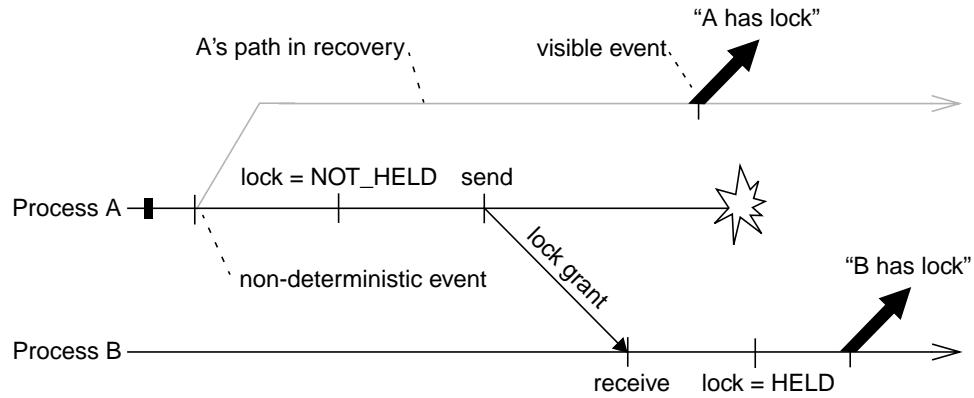 “A has lock”
A’s path in recovery
visible event
lock = NOT_HELD
send
Process A
lock grant
non-deterministic event
“B has lock”
Process B
receive
lock = HELD